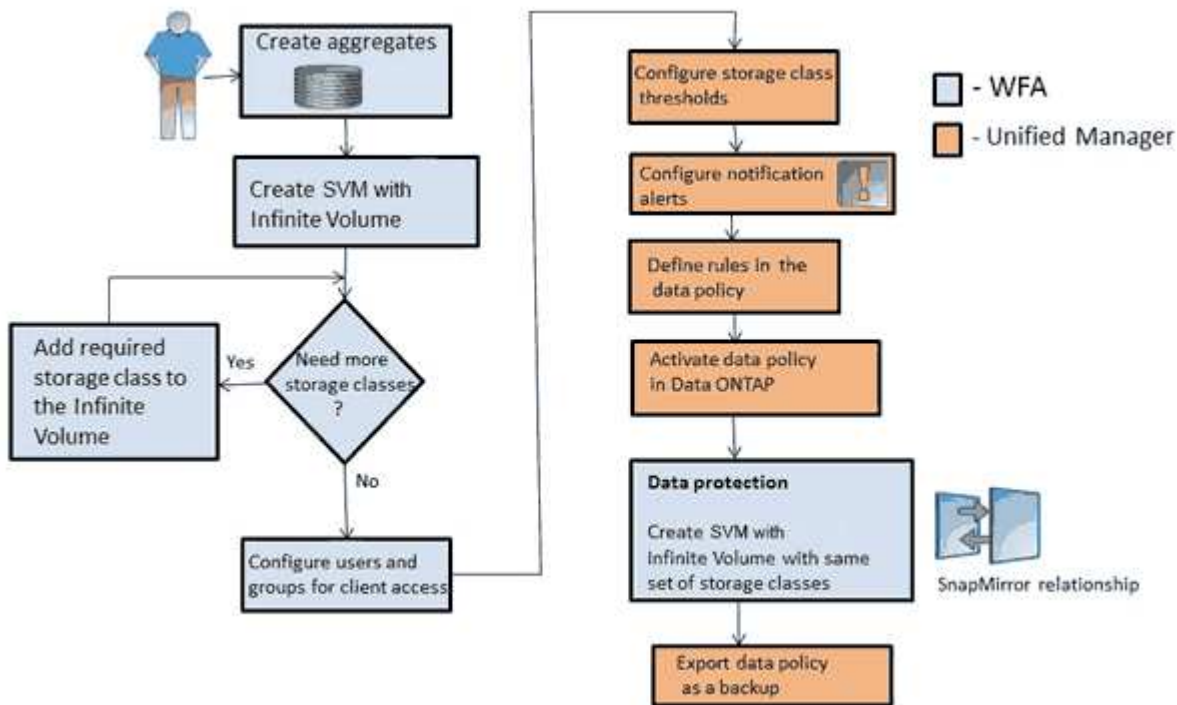 Create aggregates
Create SVM with
Infinite Volume
Add required
storage class to
the Infinite
Volume
Yes
Need more
storage classes
?
No
Configure users and
groups for client access
Configure storage class
thresholds
Configure notification
alerts
Define rules in the
data policy
Activate data policy
in Data ONTAP
Data protection
Create SVM with
Infinite Volume with same
set of storage classes
SnapMirror relationship
Export data policy
as a backup
- WFA
- Unified Manager